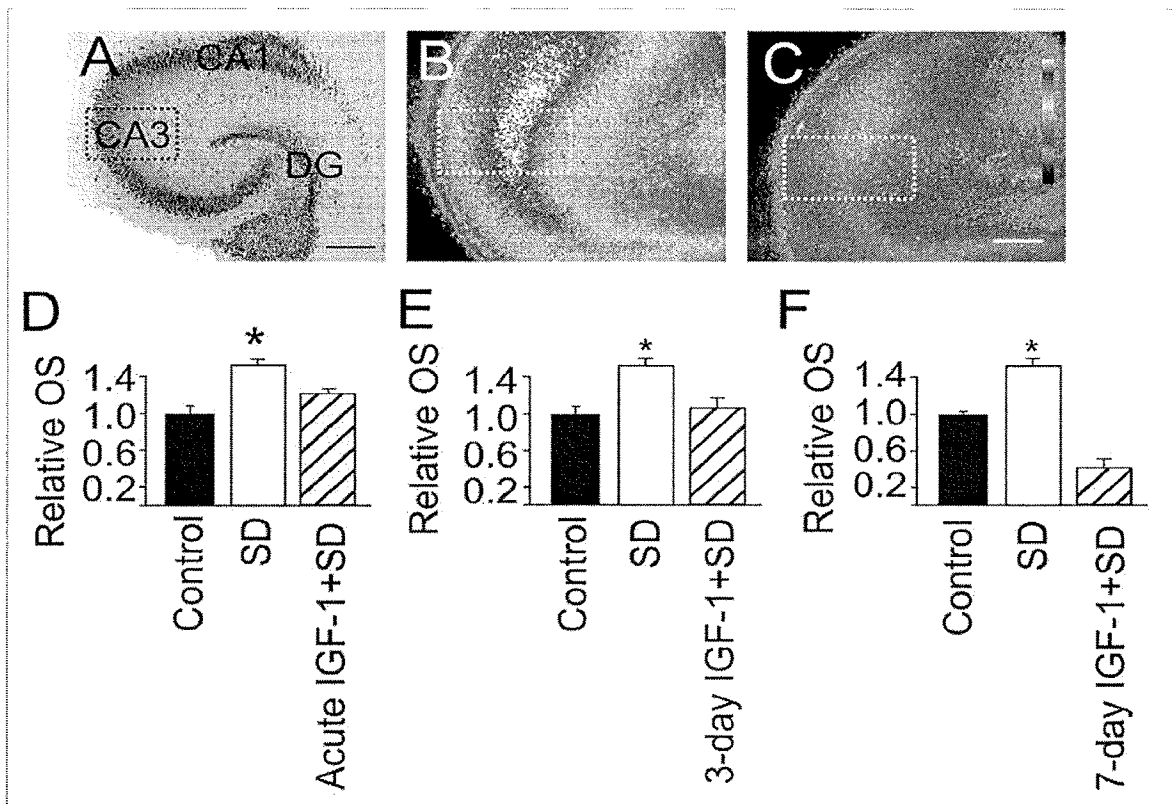 A
CA1
CA3
DG
B
C
D
Relative OS
1.4
1.0
0.6
0.2
*
Control
SD
Acute IGF-1+SD
E
Relative OS
1.4
1.0
0.6
0.2
*
Control
SD
3-day IGF-1+SD
F
Relative OS
1.4
1.0
0.6
0.2
*
Control
SD
7-day IGF-1+SD